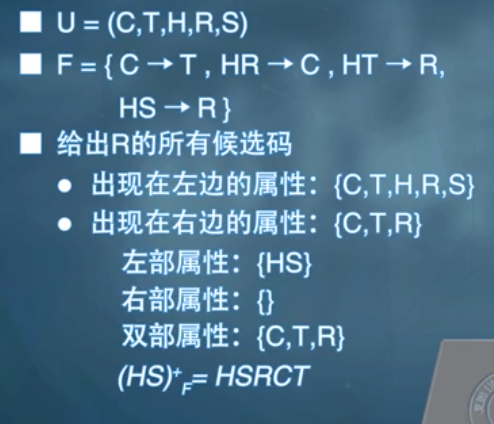 U = (C,T,H,R,S)
F = { C → T , HR → C , HT → R,
HS → R }
给出R的所有候选码
出现在左边的属性：{C,T,H,R,S}
出现在右边的属性：{C,T,R}
左部属性：{HS}
右部属性：{}
双部属性：{C,T,R}
(HS)⁺F= HSRCT